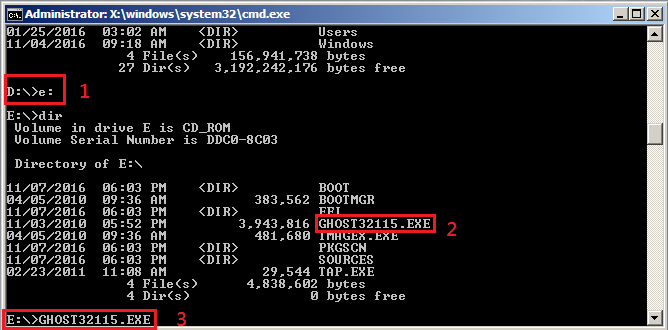 Administrator: X:\windows\system32\cmd.exe
01/25/2016  03:02 AM    <DIR>          Users
11/04/2016  09:18 AM    <DIR>          Windows
               4 File(s)    156,941,738 bytes
              27 Dir(s)   3,192,242,176 bytes free
D:\>e: 1
E:\>dir
 Volume in drive E is CD_ROM
 Volume Serial Number is DDC0-8C03
 Directory of E:\
11/07/2016  06:03 PM    <DIR>          BOOT
04/05/2010  09:36 AM           383,562 BOOTMGR
11/07/2016  06:03 PM    <DIR>          EFI
11/03/2010  05:52 PM         3,943,816 GHOST32115.EXE 2
04/05/2010  09:36 AM           481,680 IMAGEX.EXE
11/07/2016  06:03 PM    <DIR>          PKGSCN
11/07/2016  06:03 PM    <DIR>          SOURCES
02/23/2011  11:08 AM            29,544 TAP.EXE
               4 File(s)      4,838,602 bytes
               4 Dir(s)               0 bytes free
E:\>GHOST32115.EXE 3